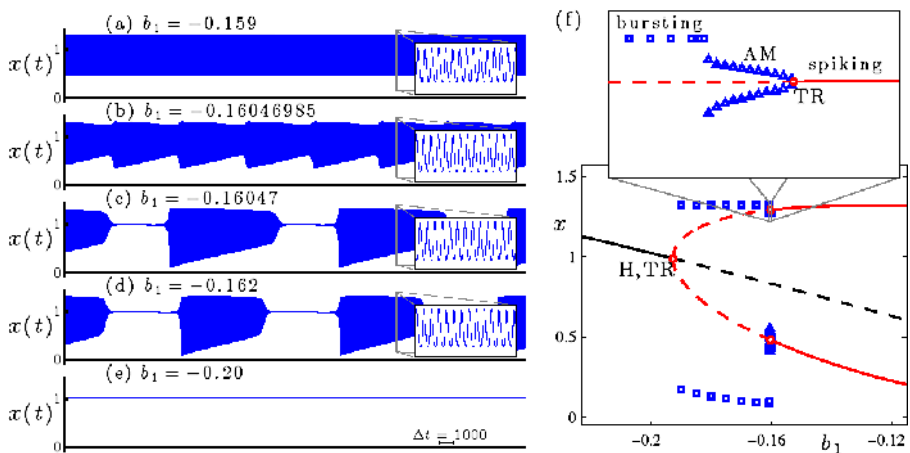 (a) b₁ = −0.159
x(t)
1
0
(b) b₁ = −0.16046985
x(t)
1
0
(c) b₁ = −0.16047
x(t)
1
0
(d) b₁ = −0.162
x(t)
1
0
(e) b₁ = −0.20
x(t)
1
0
Δt = 1000
(f)
bursting
AM
spiking
TR
1.5
x
1
H,TR
0.5
0
−0.2
−0.16
b₁
−0.12